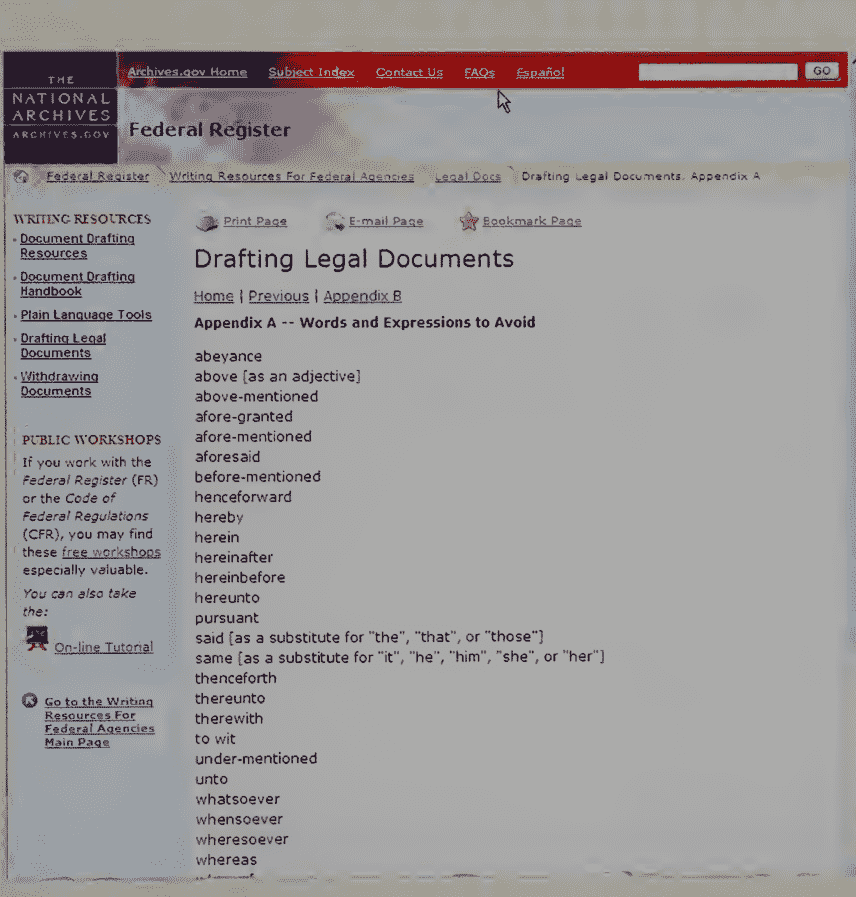 THE
NATIONAL
ARCHIVES
ARCHIVES.GOV
Archives.gov Home Subject Index Contact Us FAQs Español GO
Federal Register
Federal Register Writing Resources For Federal Agencies Legal Docs Drafting Legal Documents. Appendix A
WRITING RESOURCES
Document Drafting
Resources
Document Drafting
Handbook
Plain Language Tools
Drafting Legal
Documents
Withdrawing
Documents
PUBLIC WORKSHOPS
If you work with the
Federal Register (FR)
or the Code of
Federal Regulations
(CFR), you may find
these free workshops
especially valuable.
You can also take
the:
On-line Tutorial
Go to the Writing
Resources For
Federal Agencies
Main Page
Print Page E-mail Page Bookmark Page
Drafting Legal Documents
Home | Previous | Appendix B
Appendix A -- Words and Expressions to Avoid
abeyance
above [as an adjective]
above-mentioned
afore-granted
afore-mentioned
aforesaid
before-mentioned
henceforward
hereby
herein
hereinafter
hereinbefore
hereunto
pursuant
said [as a substitute for "the", "that", or "those"]
same [as a substitute for "it", "he", "him", "she", or "her"]
thenceforth
thereunto
therewith
to wit
under-mentioned
unto
whatsoever
whensoever
wheresoever
whereas